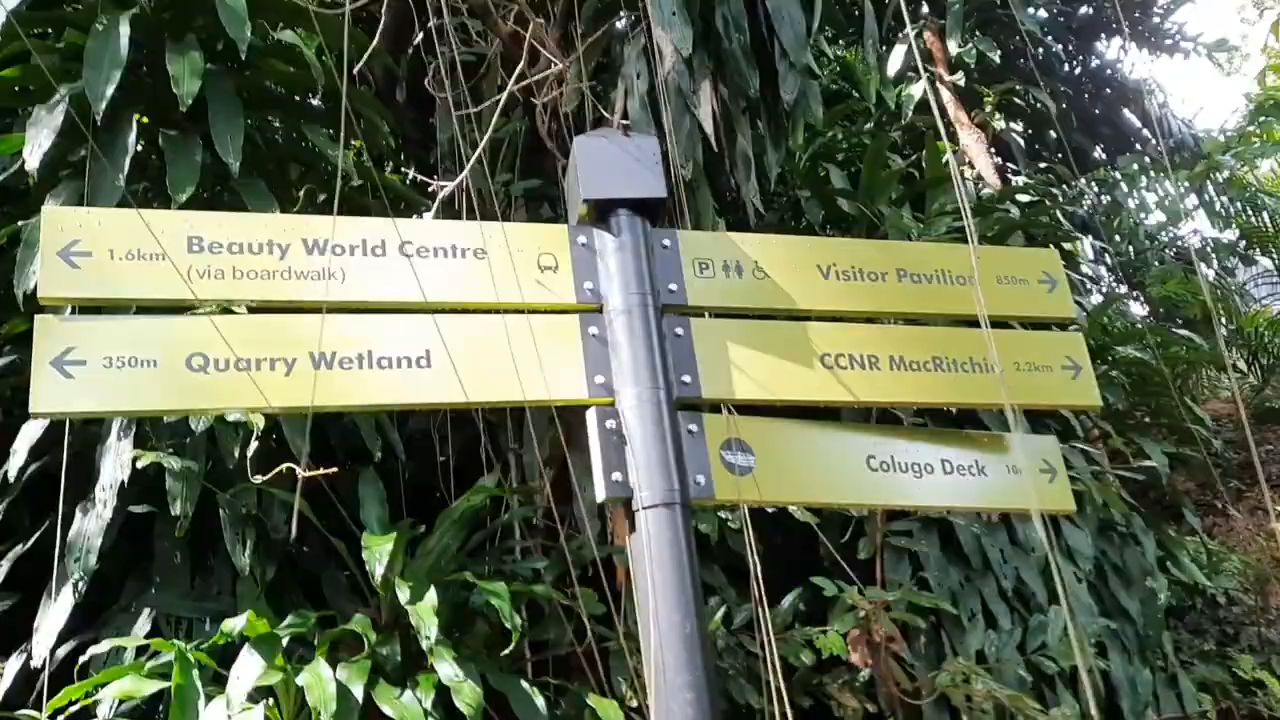 1.6km Beauty World Centre
(via boardwalk)
350m Quarry Wetland
P Visitor Pavilion 850m
CCNR MacRitchie 2.2km
Colugo Deck